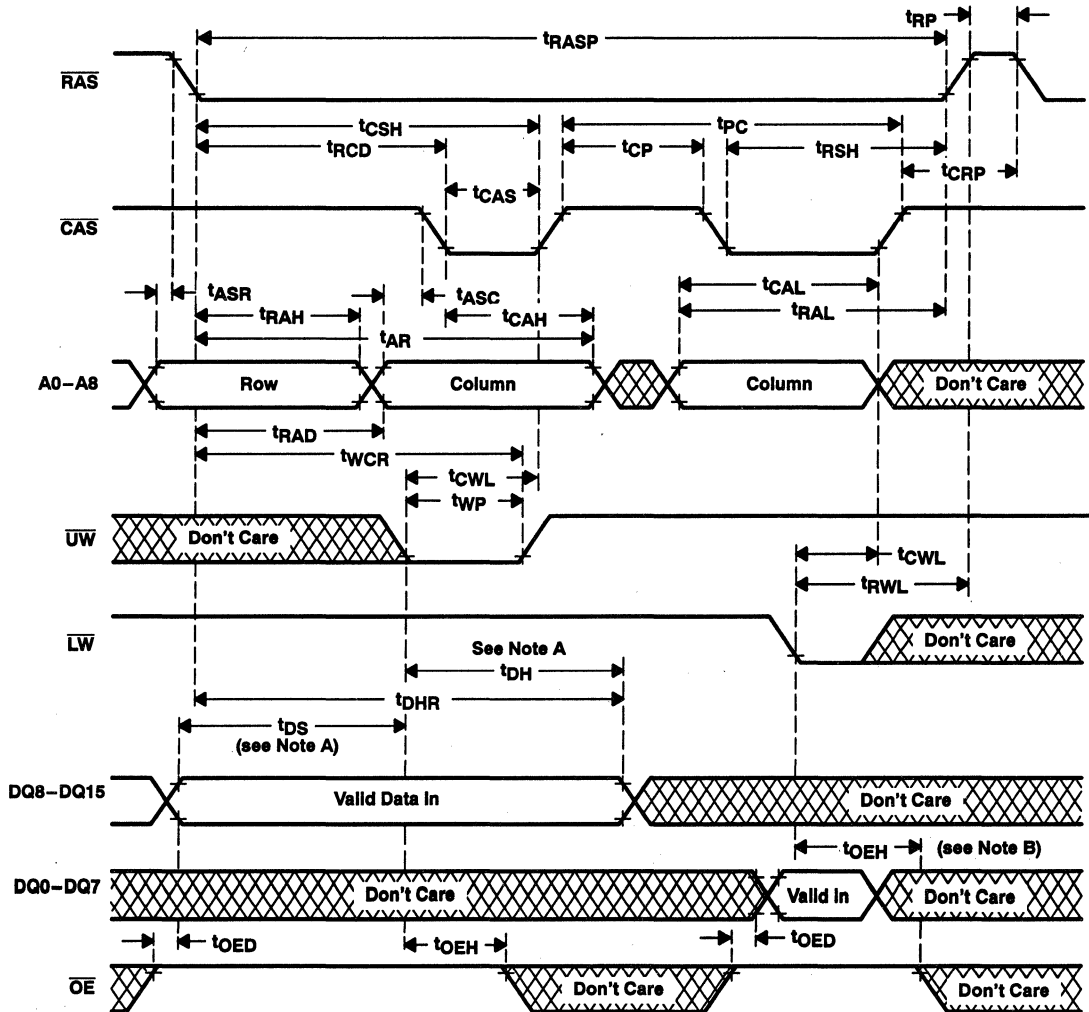 tRP
tRASP
RAS
tCSH
tPC
tRCD
tCP
tRSH
tCRP
tCAS
CAS
tASR
tASC
tCAL
tRAH
tCAH
tRAL
tAR
A0–A8
Row
Column
Column
Don't Care
tRAD
tWCR
tCWL
tWP
UW
Don't Care
tCWL
tRWL
LW
Don't Care
See Note A
tDH
tDHR
tDS
(see Note A)
DQ8–DQ15
Valid Data In
Don't Care
tOEH
(see Note B)
DQ0–DQ7
Don't Care
Valid In
Don't Care
tOED
tOEH
tOED
OE
Don't Care
Don't Care